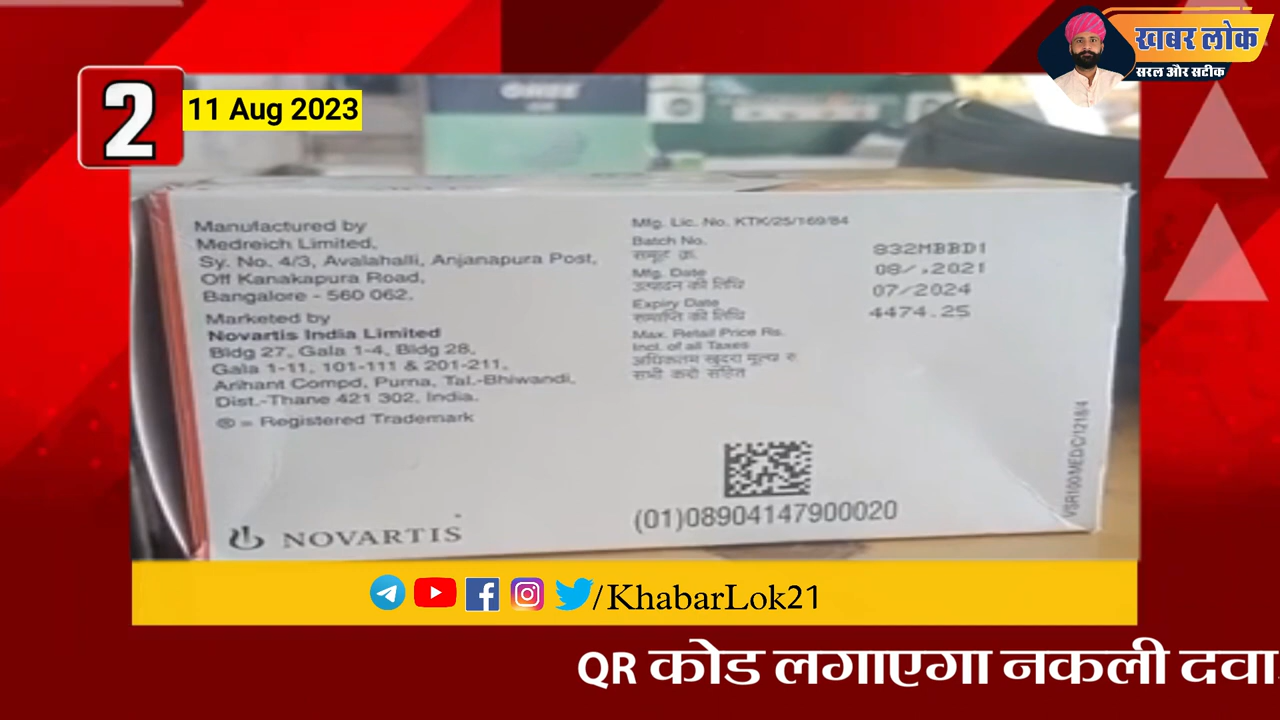 खबर लोक
सरल और सटीक
2
11 Aug 2023
Manufactured by
Medreich Limited,
Sy. No. 4/3, Avalahalli, Anjanapura Post,
Off Kanakapura Road,
Bangalore - 560 062.
Marketed by
Novartis India Limited
Bldg 27, Gala 1-4, Bldg 28,
Gala 1-11, 101-111 & 201-211,
Arihant Compd, Purna, Tal.-Bhiwandi,
Dist.-Thane 421 302, India.
® = Registered Trademark
NOVARTIS
Mfg. Lic. No. KTK/25/169/84
Batch No.
समूह क्र.
832MBBD1
Mfg. Date
08/.2021
उत्पादन की तिथि
Expiry Date
07/2024
समाप्ति की तिथि
Max. Retail Price Rs.
4474.25
Incl. of all Taxes
अधिकतम खुदरा मूल्य रु
सभी करों सहित
(01)08904147900020
VSR100/MED/C/1218/4
/KhabarLok21
QR कोड लगाएगा नकली दवा